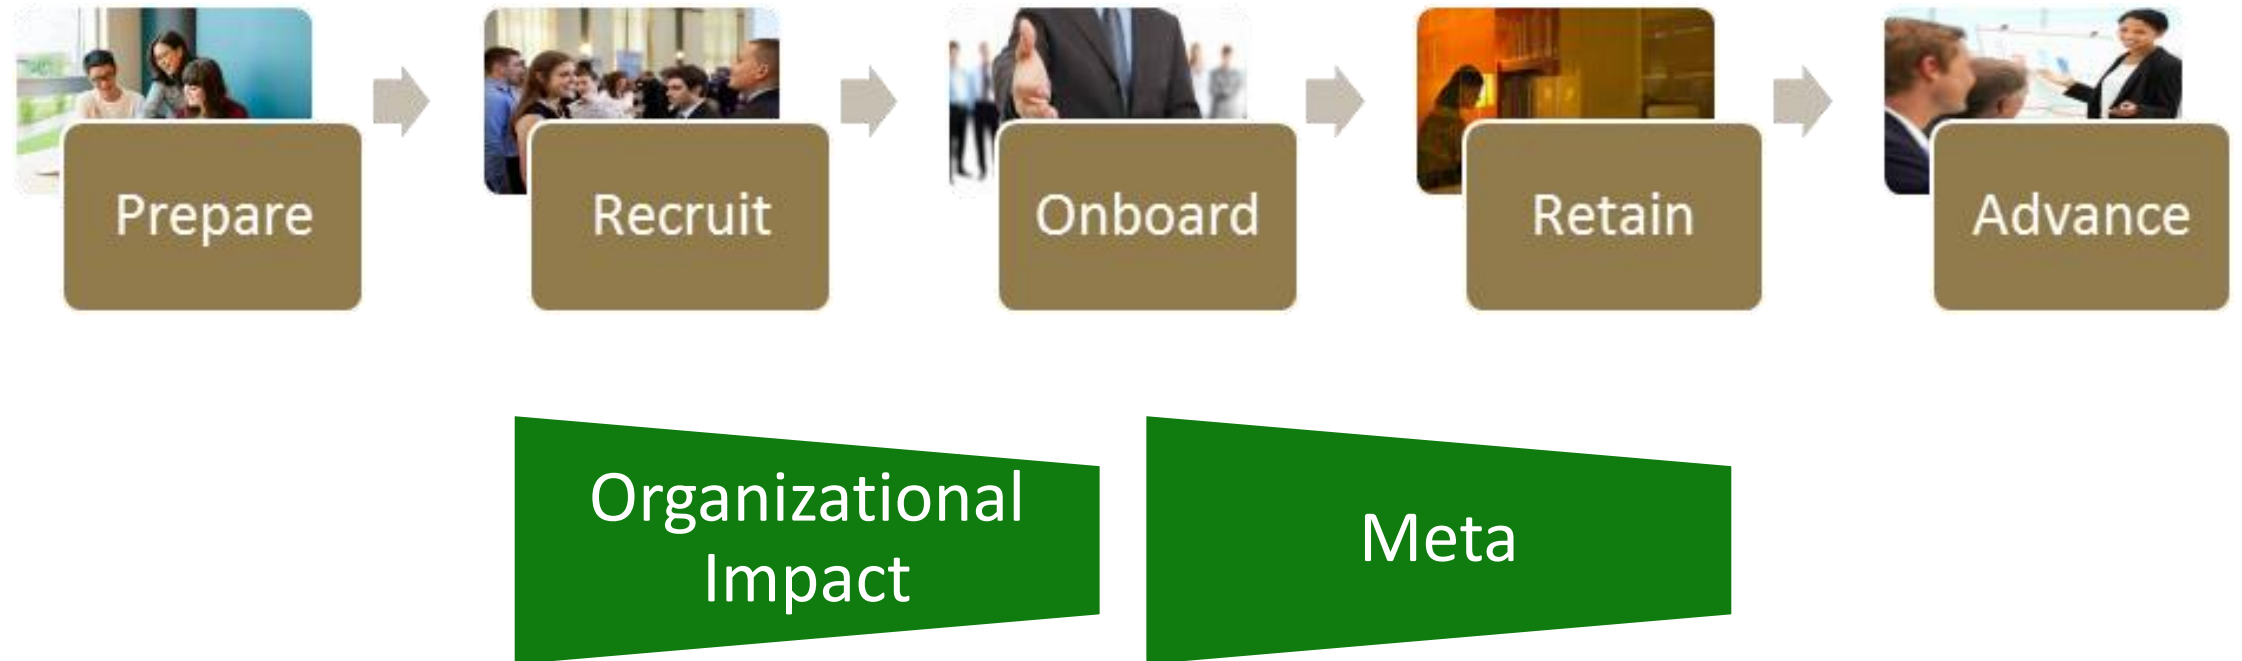 Prepare
Recruit
Onboard
Retain
Advance
Organizational
Impact
Meta